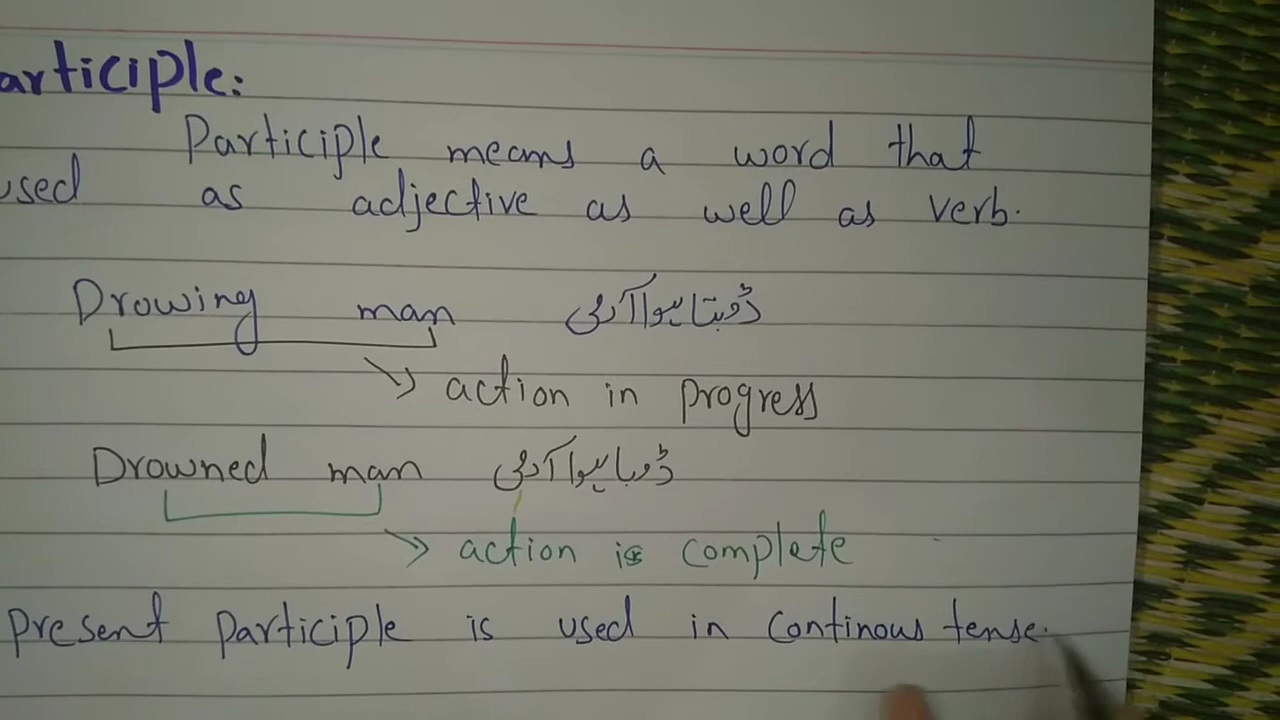 articiple:
Participle means a word that
used as adjective as well as verb.
Drowing man ڈوبتا ہوا آدمی
action in progress
Drowned man ڈوبا ہوا آدمی
action is complete
Present participle is used in Continous tense.